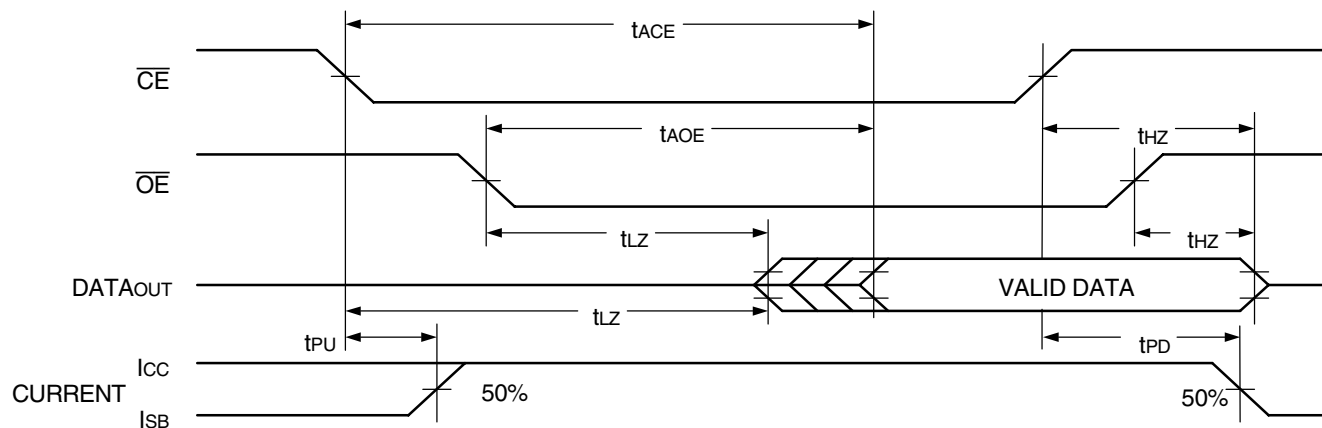 tACE
CE
tAOE
tHZ
OE
tLZ
tHZ
DATAOUT
VALID DATA
tLZ
tPU
tPD
ICC
CURRENT
50%
50%
ISB